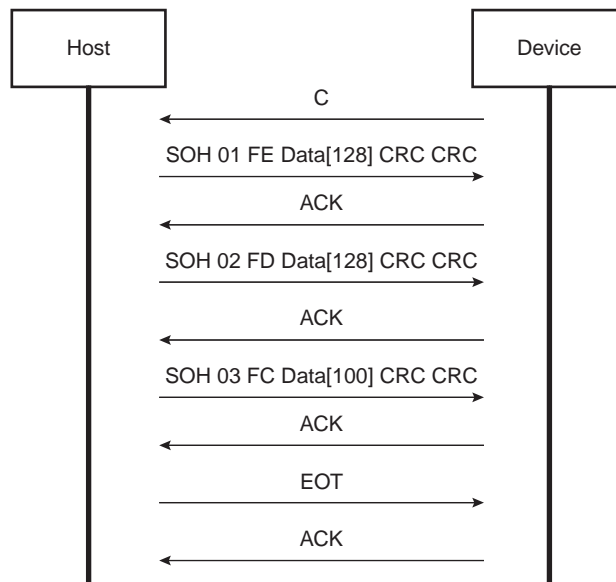 Host
Device
C
SOH 01 FE Data[128] CRC CRC
ACK
SOH 02 FD Data[128] CRC CRC
ACK
SOH 03 FC Data[100] CRC CRC
ACK
EOT
ACK